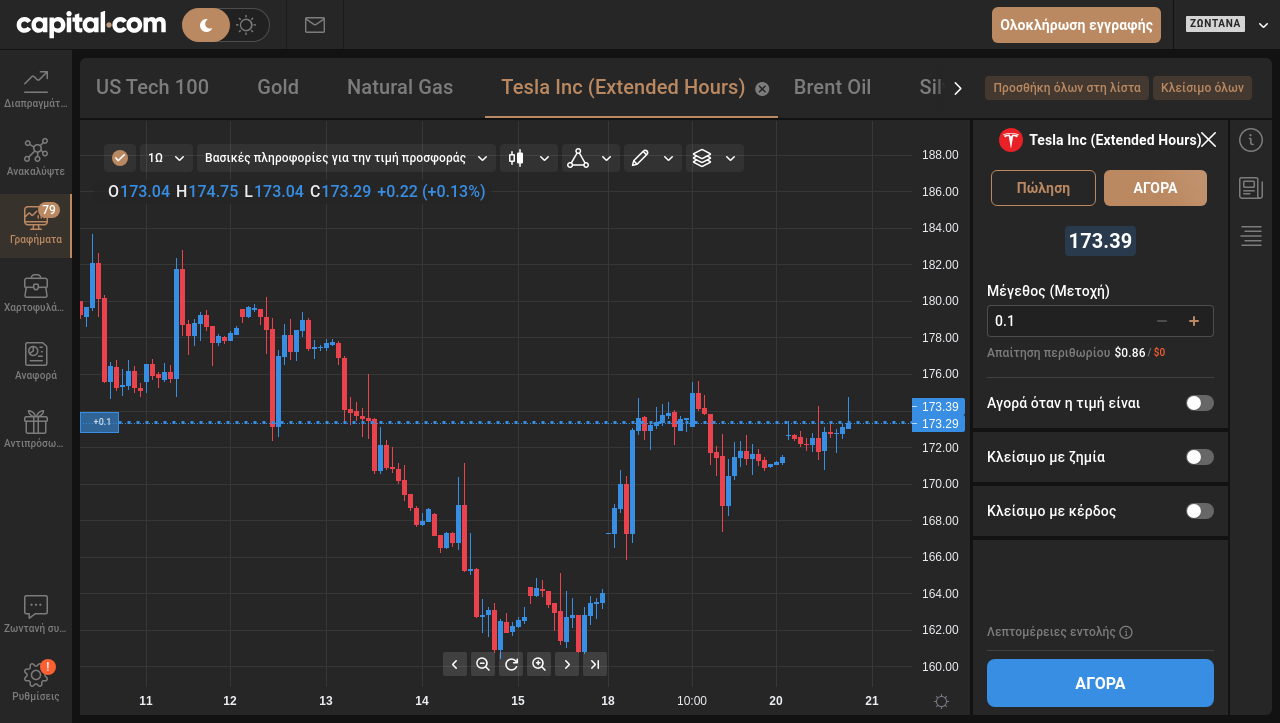 capital.com
Ολοκλήρωση εγγραφής
ΖΩΝΤΑΝΑ
Διαπραγμάτ...
Ανακαλύψτε
79
Γραφήματα
Χαρτοφυλά...
Αναφορά
Αντιπρόσω...
Ζωντανή συ...
!
Ρυθμίσεις
US Tech 100 Gold Natural Gas Tesla Inc (Extended Hours) Brent Oil Sil
Προσθήκη όλων στη λίστα Κλείσιμο όλων
1Ω Βασικές πληροφορίες για την τιμή προσφοράς
O173.04 H174.75 L173.04 C173.29 +0.22 (+0.13%)
+0.1
188.00
186.00
184.00
182.00
180.00
178.00
176.00
173.39
173.29
172.00
170.00
168.00
166.00
164.00
162.00
160.00
11 12 13 14 15 18 10:00 20 21
Tesla Inc (Extended Hours)
Πώληση ΑΓΟΡΑ
173.39
Μέγεθος (Μετοχή)
0.1
Απαίτηση περιθωρίου $0.86 / $0
Αγορά όταν η τιμή είναι
Κλείσιμο με ζημία
Κλείσιμο με κέρδος
Λεπτομέρειες εντολής
ΑΓΟΡΑ